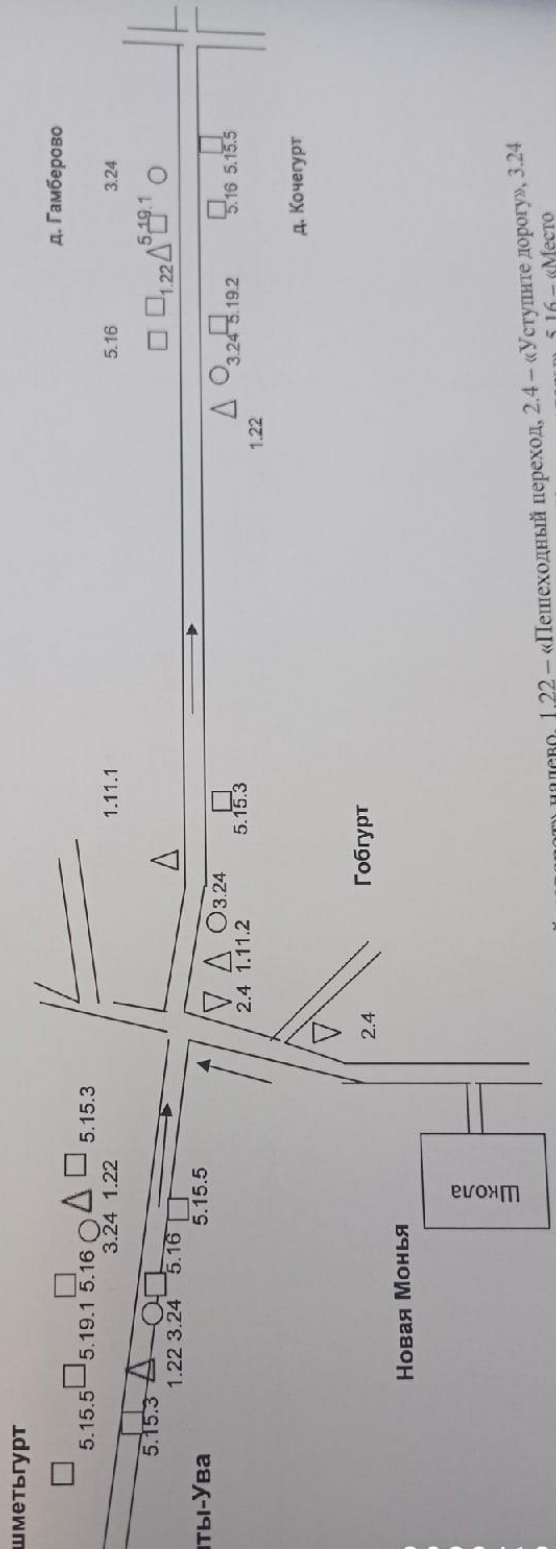 д. Гамберово
5.16
3.24
1.22
5.19.1
5.16 5.15.5
3.24 5.19.2
1.22
д. Кочегурт
1.11.1
5.15.3
3.24
2.4 1.11.2
Гобгурт
2.4
шметьгурт
5.15.5
5.19.1
5.16
3.24
1.22
5.15.3
5.15.3
1.22 3.24
5.16
5.15.5
ты-Ува
Новая Монья
Школа
налево, 1.22 – «Пешеходный переход, 2.4 – «Уступите дорогу», 3.24
5.16 – «Место